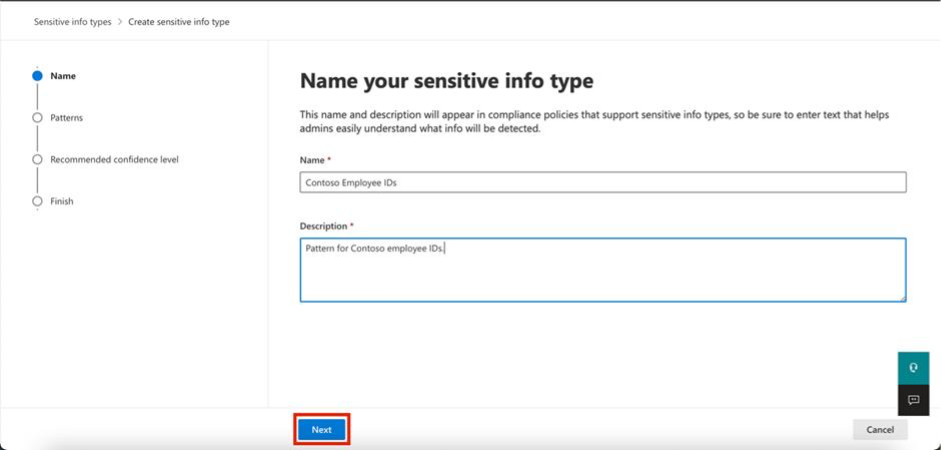 Sensitive info types > Create sensitive info type
Name
Patterns
Recommended confidence level
Finish
Name your sensitive info type
This name and description will appear in compliance policies that support sensitive info types, so be sure to enter text that helps
admins easily understand what info will be detected.
Name *
Contoso Employee IDs
Description *
Pattern for Contoso employee IDs.
Next
Cancel